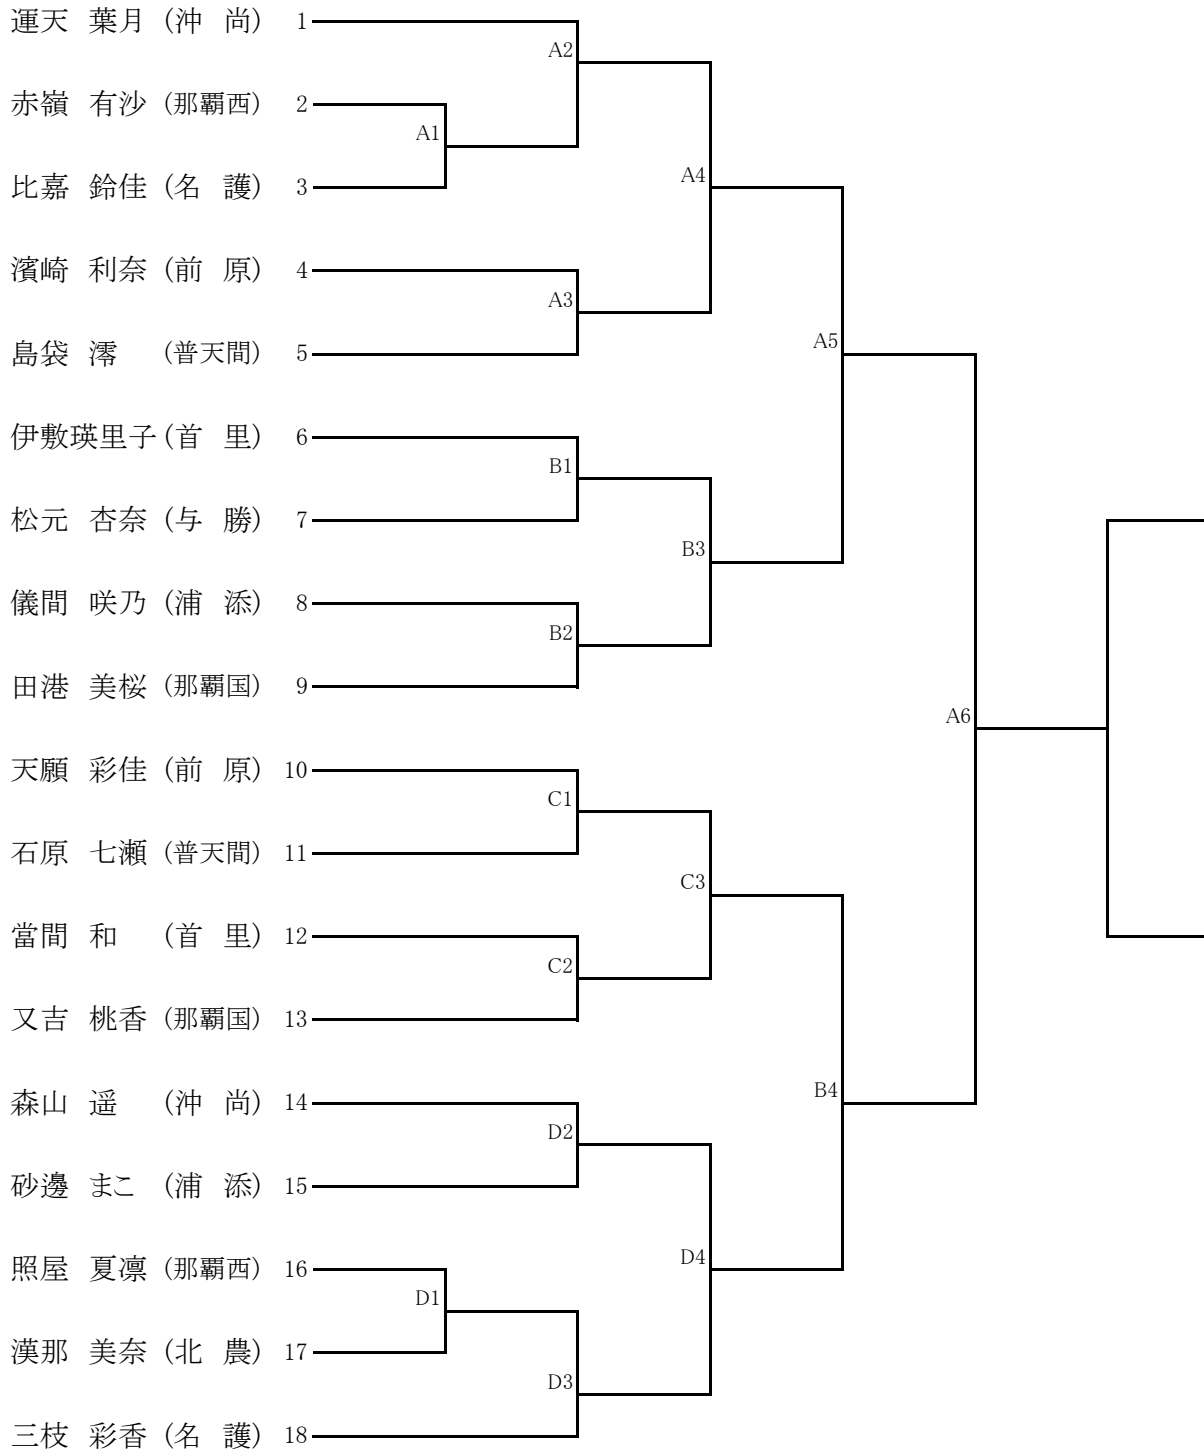 運天 葉月 (沖 尚) 1
A2
赤嶺 有沙 (那覇西) 2
A1
比嘉 鈴佳 (名 護) 3
A4
濱崎 利奈 (前 原) 4
A3
島袋 澪 (普天間) 5
A5
伊敷瑛里子 (首 里) 6
B1
松元 杏奈 (与 勝) 7
B3
儀間 咲乃 (浦 添) 8
B2
田港 美桜 (那覇国) 9
A6
天願 彩佳 (前 原) 10
C1
石原 七瀬 (普天間) 11
C3
當間 和 (首 里) 12
C2
又吉 桃香 (那覇国) 13
B4
森山 遥 (沖 尚) 14
D2
砂邊 まこ (浦 添) 15
D4
照屋 夏凛 (那覇西) 16
D1
漢那 美奈 (北 農) 17
D3
三枝 彩香 (名 護) 18